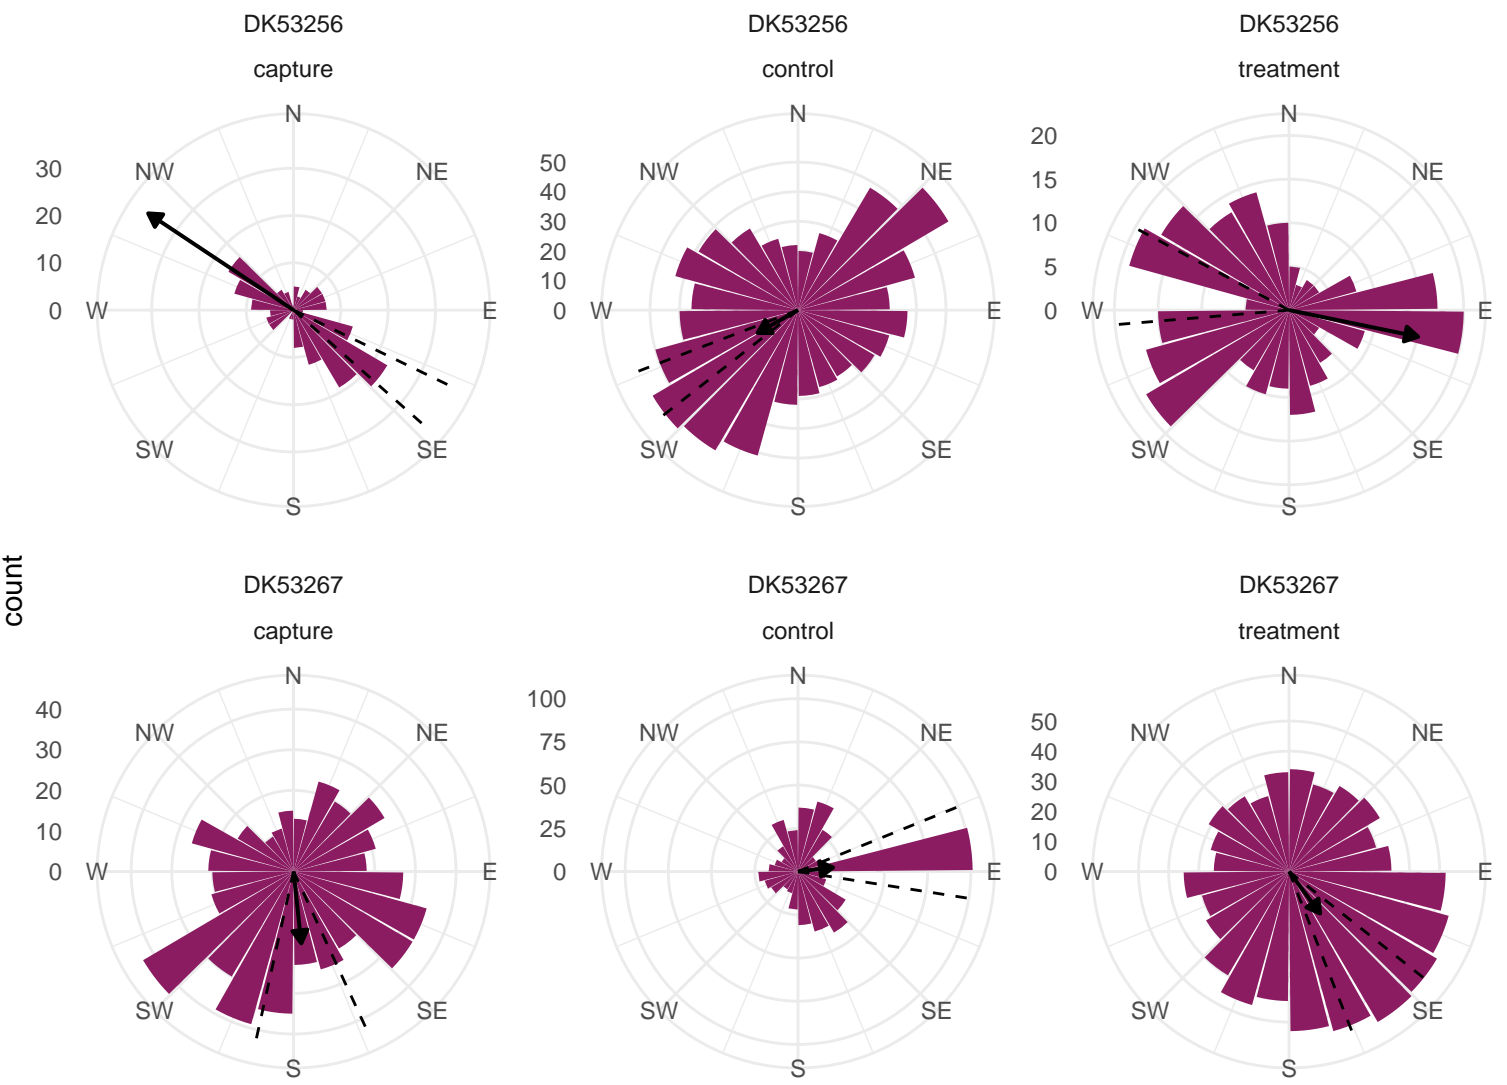 DK53256
capture
N
NE
E
SE
S
SW
W
NW
30
20
10
0
DK53256
control
N
NE
E
SE
S
SW
W
NW
50
40
30
20
10
0
DK53256
treatment
N
NE
E
SE
S
SW
W
NW
20
15
10
5
0
count
DK53267
capture
N
NE
E
SE
S
SW
W
NW
40
30
20
10
0
DK53267
control
N
NE
E
SE
S
SW
W
NW
100
75
50
25
0
DK53267
treatment
N
NE
E
SE
S
SW
W
NW
50
40
30
20
10
0